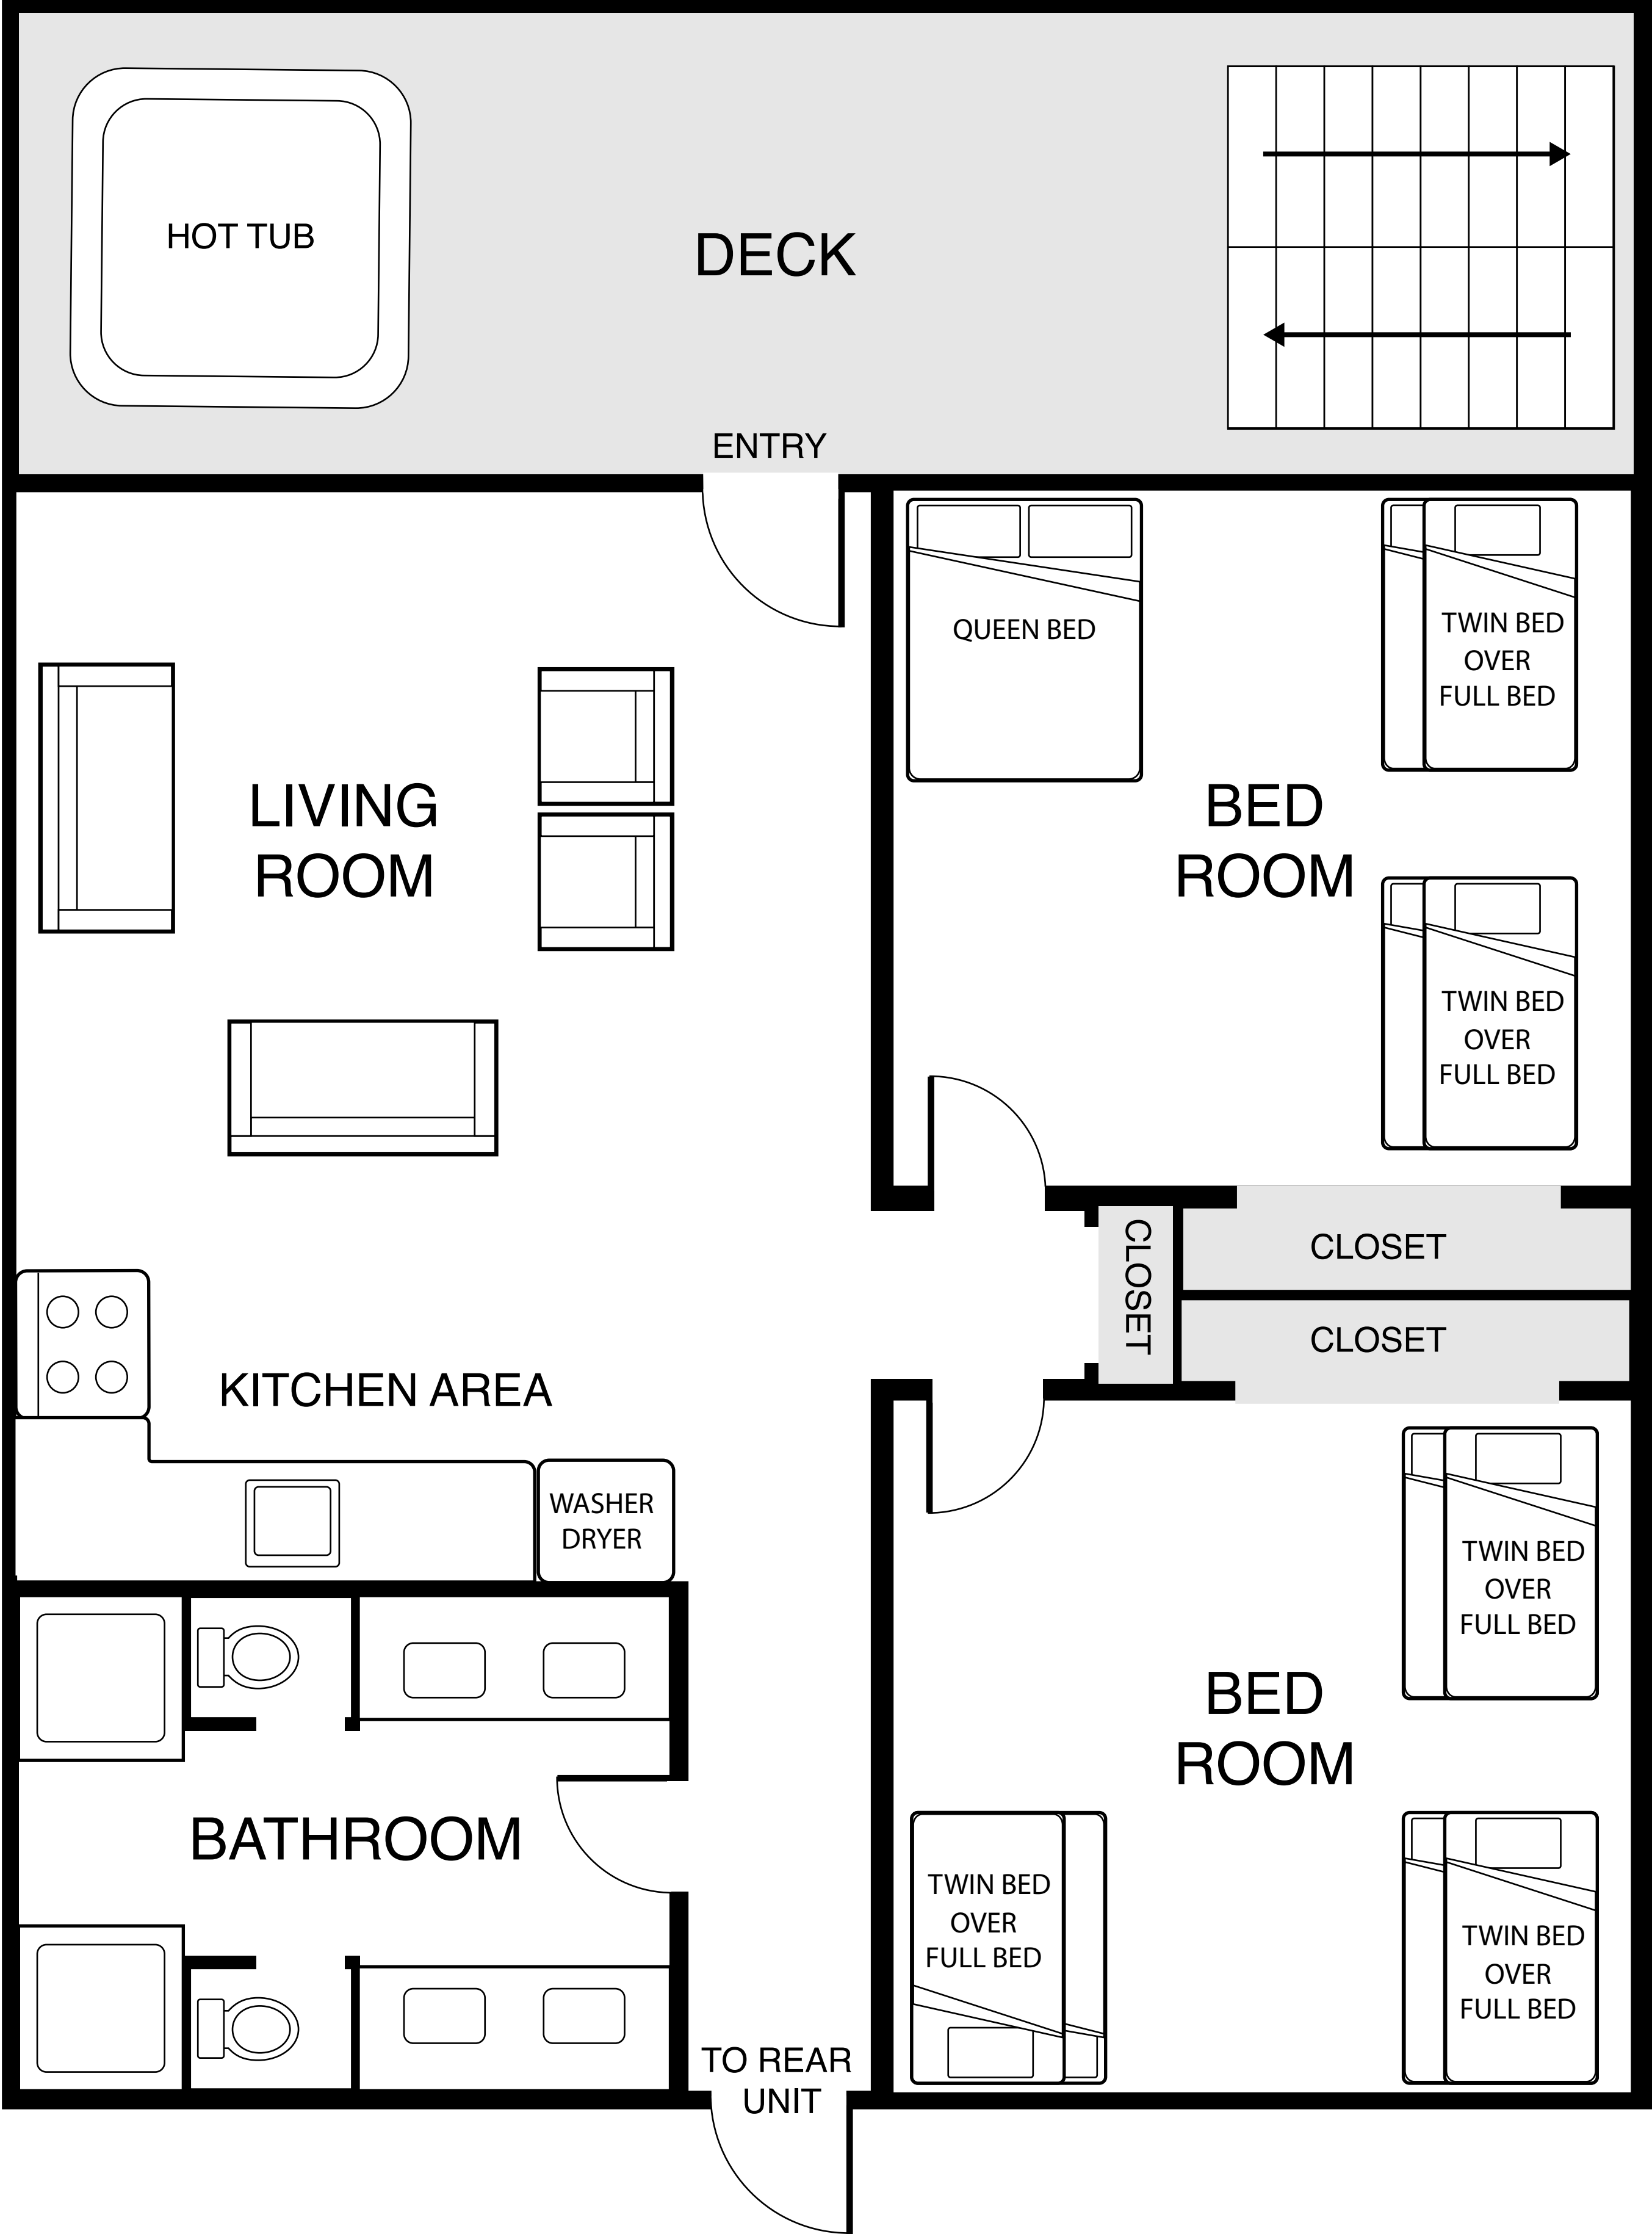 HOT TUB
DECK
ENTRY
QUEEN BED
TWIN BED
OVER
FULL BED
LIVING
ROOM
BED
ROOM
TWIN BED
OVER
FULL BED
CLOSET
CLOSET
CLOSET
KITCHEN AREA
WASHER
DRYER
TWIN BED
OVER
FULL BED
BED
ROOM
BATHROOM
TWIN BED
OVER
FULL BED
TWIN BED
OVER
FULL BED
TO REAR
UNIT